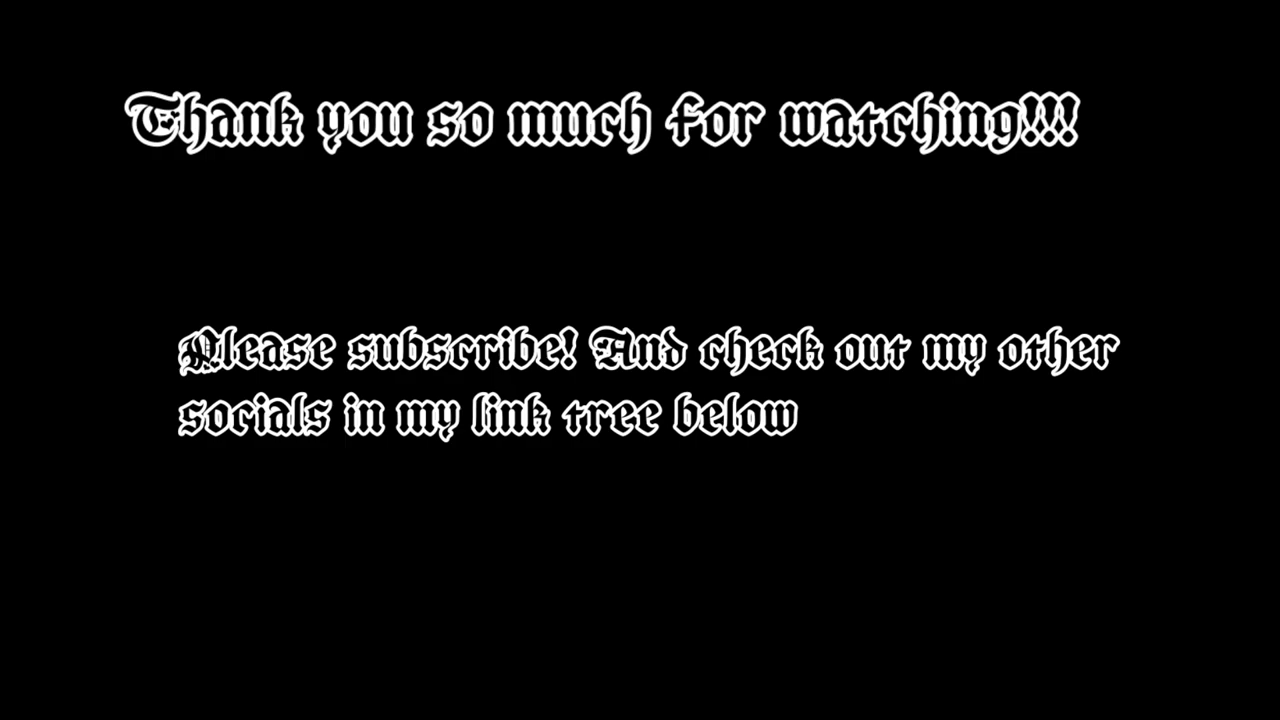 Thank you so much for watching!!!
Please subscribe! And check out my other
socials in my link tree below